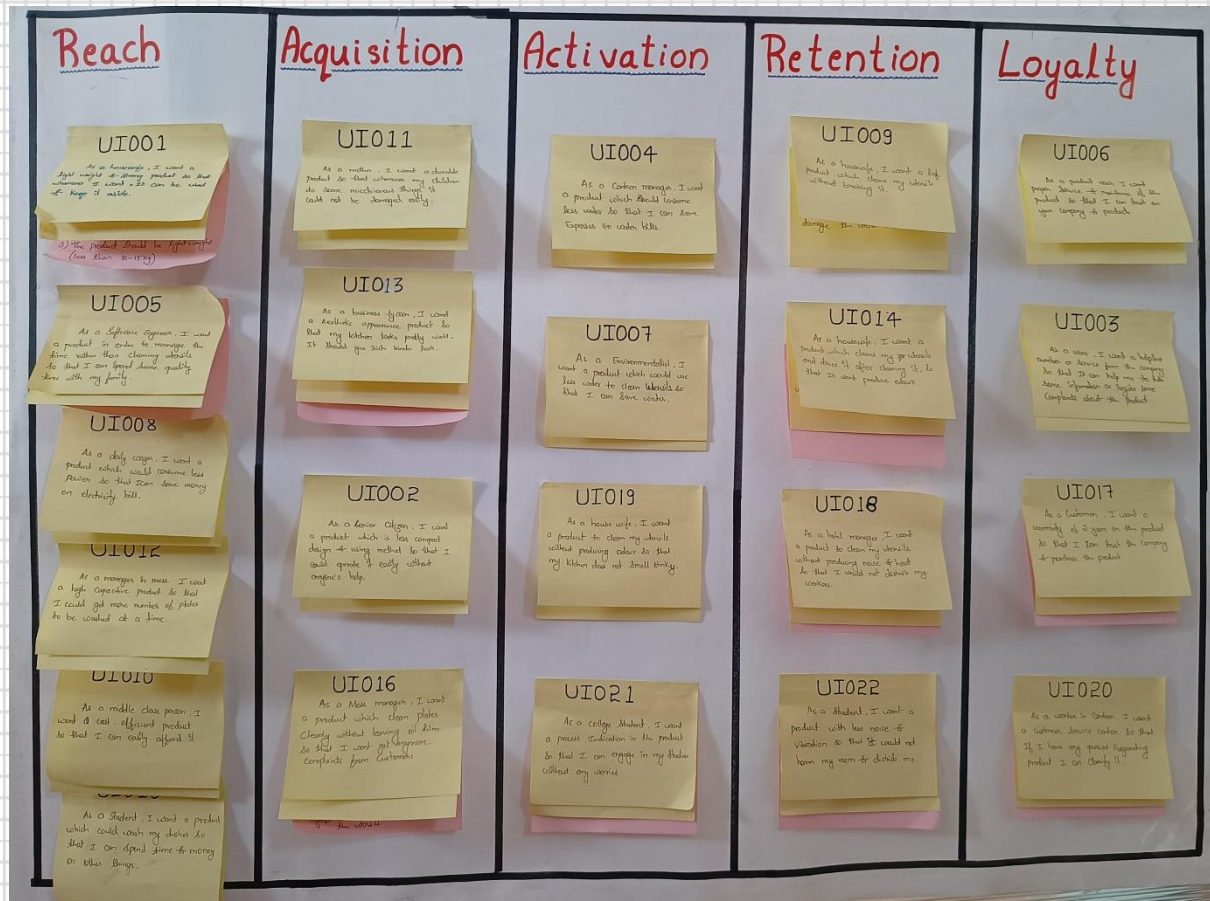 Reach
UI001
As a housewife, I want a
light weight & strong product so that
whenever I want, it can be used
& keep it aside.
3) The product should be light-weight
(less than
UI005
As a Software Engineer, I want
a product in order to manage the
time rather than cleaning utensils
so that I can spend some quality
time with my family.
UI008
As a daily wager, I want a
product which would consume less
power so that I can save money
on electricity bill.
UI012
As a manager in mess. I want
a high capacitive product so that
I could get more number of plates
to be washed at a time.
UI010
As a middle class person, I
want a cost-efficient product
so that I can easily afford it
As a Student, I want a product
which could wash my dishes so
that I can spend time & money
on other things.
Acquisition
UI011
As a mother, I want a durable
product so that whenever my children
do some mischievous things it
could not be damaged easily.
UI013
As a business tycoon, I want
a Aesthetic appearance product so
that my kitchen looks pretty well.
It should give rich look.
UI002
As a Senior Citizen, I want
a product which is less complex
design & using method so that I
could operate it easily without
anyone's help.
UI016
As a Mess manager, I want
a product which clean plates
Clearly without leaving oil film
so that I won't get anymore
complaints from customers
the utensils
Activation
UI004
As a Canteen manager, I want
a product which should consume
less water so that I can save
Expenses on water bills.
UI007
As a Environmentalist, I
want a product which would use
less water to clean utensils so
that I can save water.
UI019
As a house wife, I want
a product to clean my utensils
without producing odour so that
my kitchen does not smell stinky.
UI021
As a college student, I want
a process indication in the product
so that I can engage in my studies
without any worries
Retention
UI009
As a housewife, I want a
product which cleans my utensils
without breaking it.
damage the
UI014
As a housewife, I want a
product which cleans my utensils
and dries it after cleaning it, so
that it won't produce odour
UI018
As a hotel manager, I want
a product to clean my utensils
without producing noise & heat
so that I would not disturb my
workers.
UI022
As a Student, I want a
product with less noise &
vibration so that it would not
harm my room & disturb me.
Loyalty
UI006
As a product user, I want
proper service & maintenance of the
product so that I can trust on
your company & products
UI003
As a user, I want a helpline
number or service from the company
so that It can help me to
some information or register some
Complaints about the product
UI017
As a Customer, I want a
warranty of 2 years on the product
so that I can trust the company
& purchase the product
UI020
As a worker in Canteen. I want
a customer service center so that
If I have any queries regarding
product I can clarify it.